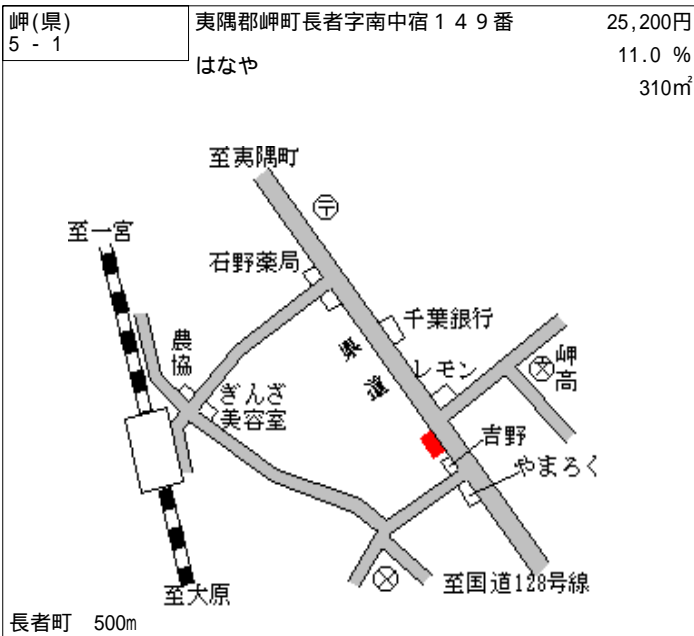 岬(県)
5 - 1
夷隅郡岬町長者字南中宿１４９番
はなや
25,200円
11.0 %
310㎡
至夷隅町
〒
至一宮
石野薬局
千葉銀行
農協
県道
レモン
岬高
文
ぎんざ
美容室
吉野
やまろく
至大原
至国道128号線
長者町 500m